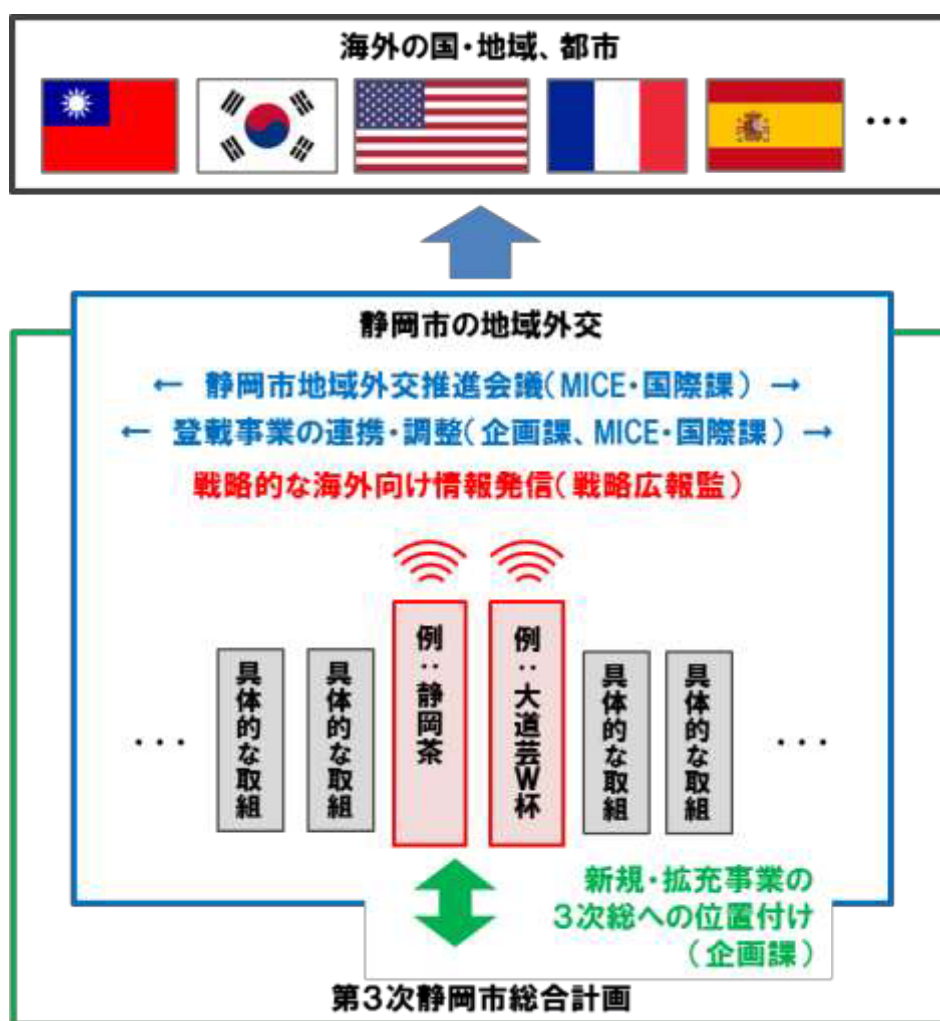 海外の国・地域、都市
…
静岡市の地域外交
← 静岡市地域外交推進会議(MICE・国際課) →
← 登載事業の連携・調整(企画課、MICE・国際課) →
戦略的な海外向け情報発信(戦略広報監)
…
具体的な取組
具体的な取組
例:静岡茶
例:大道芸W杯
具体的な取組
具体的な取組
…
新規・拡充事業の
3次総への位置付け
(企画課)
第3次静岡市総合計画